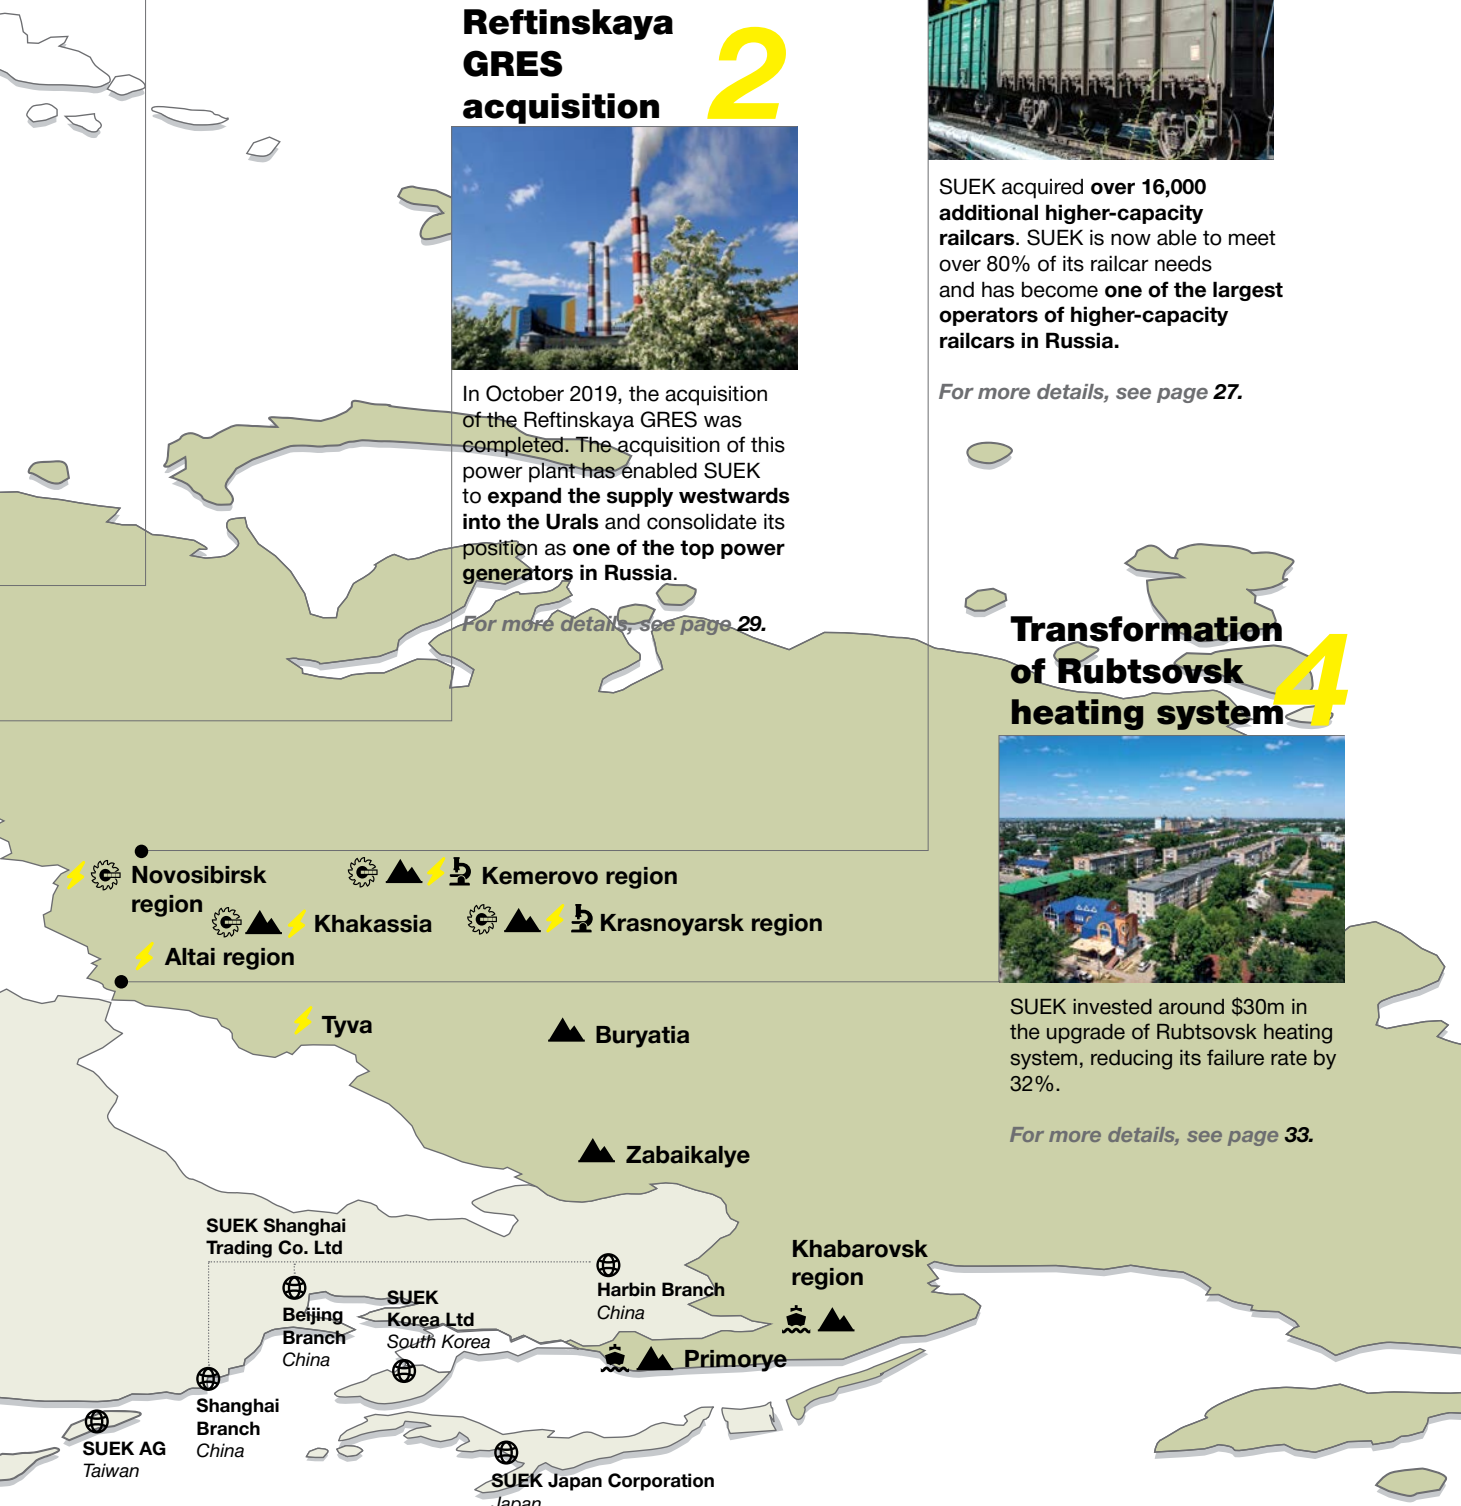 Reftinskaya
GRES
acquisition
2
In October 2019, the acquisition
of the Reftinskaya GRES was
completed. The acquisition of this
power plant has enabled SUEK
to expand the supply westwards
into the Urals and consolidate its
position as one of the top power
generators in Russia.
For more details, see page 29.
SUEK acquired over 16,000
additional higher-capacity
railcars. SUEK is now able to meet
over 80% of its railcar needs
and has become one of the largest
operators of higher-capacity
railcars in Russia.
For more details, see page 27.
Transformation
of Rubtsovsk
heating system
4
SUEK invested around $30m in
the upgrade of Rubtsovsk heating
system, reducing its failure rate by
32%.
For more details, see page 33.
Novosibirsk
region
Kemerovo region
Khakassia
Krasnoyarsk region
Altai region
Tyva
Buryatia
Zabaikalye
Khabarovsk
region
Primorye
SUEK Shanghai
Trading Co. Ltd
Harbin Branch
China
Beijing
Branch
China
SUEK
Korea Ltd
South Korea
Shanghai
Branch
China
SUEK AG
Taiwan
SUEK Japan Corporation
Japan